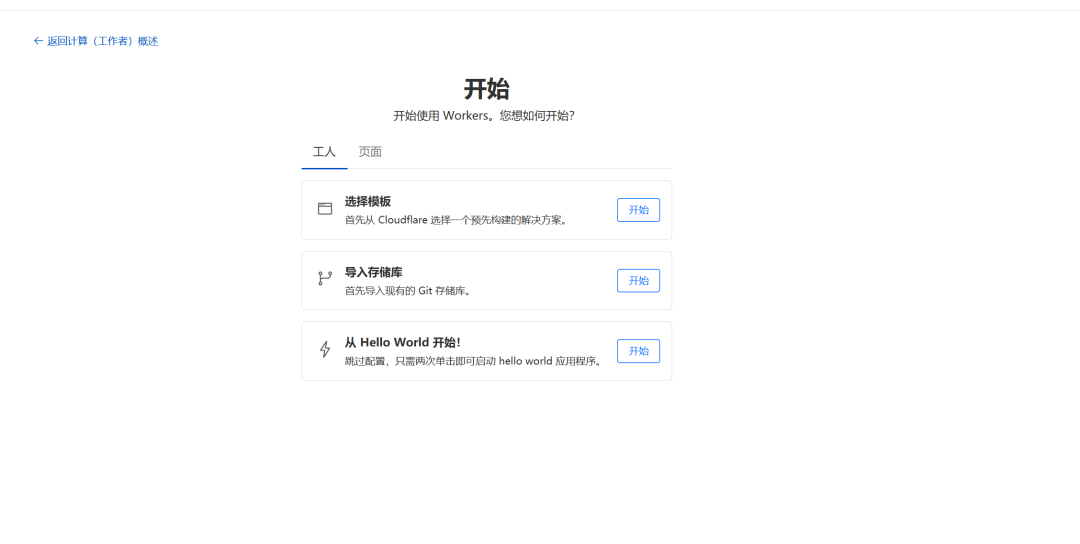 ← 返回计算（工作者）概述
开始
开始使用 Workers。您想如何开始?
工人 页面
选择模板
首先从 Cloudflare 选择一个预先构建的解决方案。
开始
导入存储库
首先导入现有的 Git 存储库。
开始
从 Hello World 开始!
跳过配置，只需两次单击即可启动 hello world 应用程序。
开始